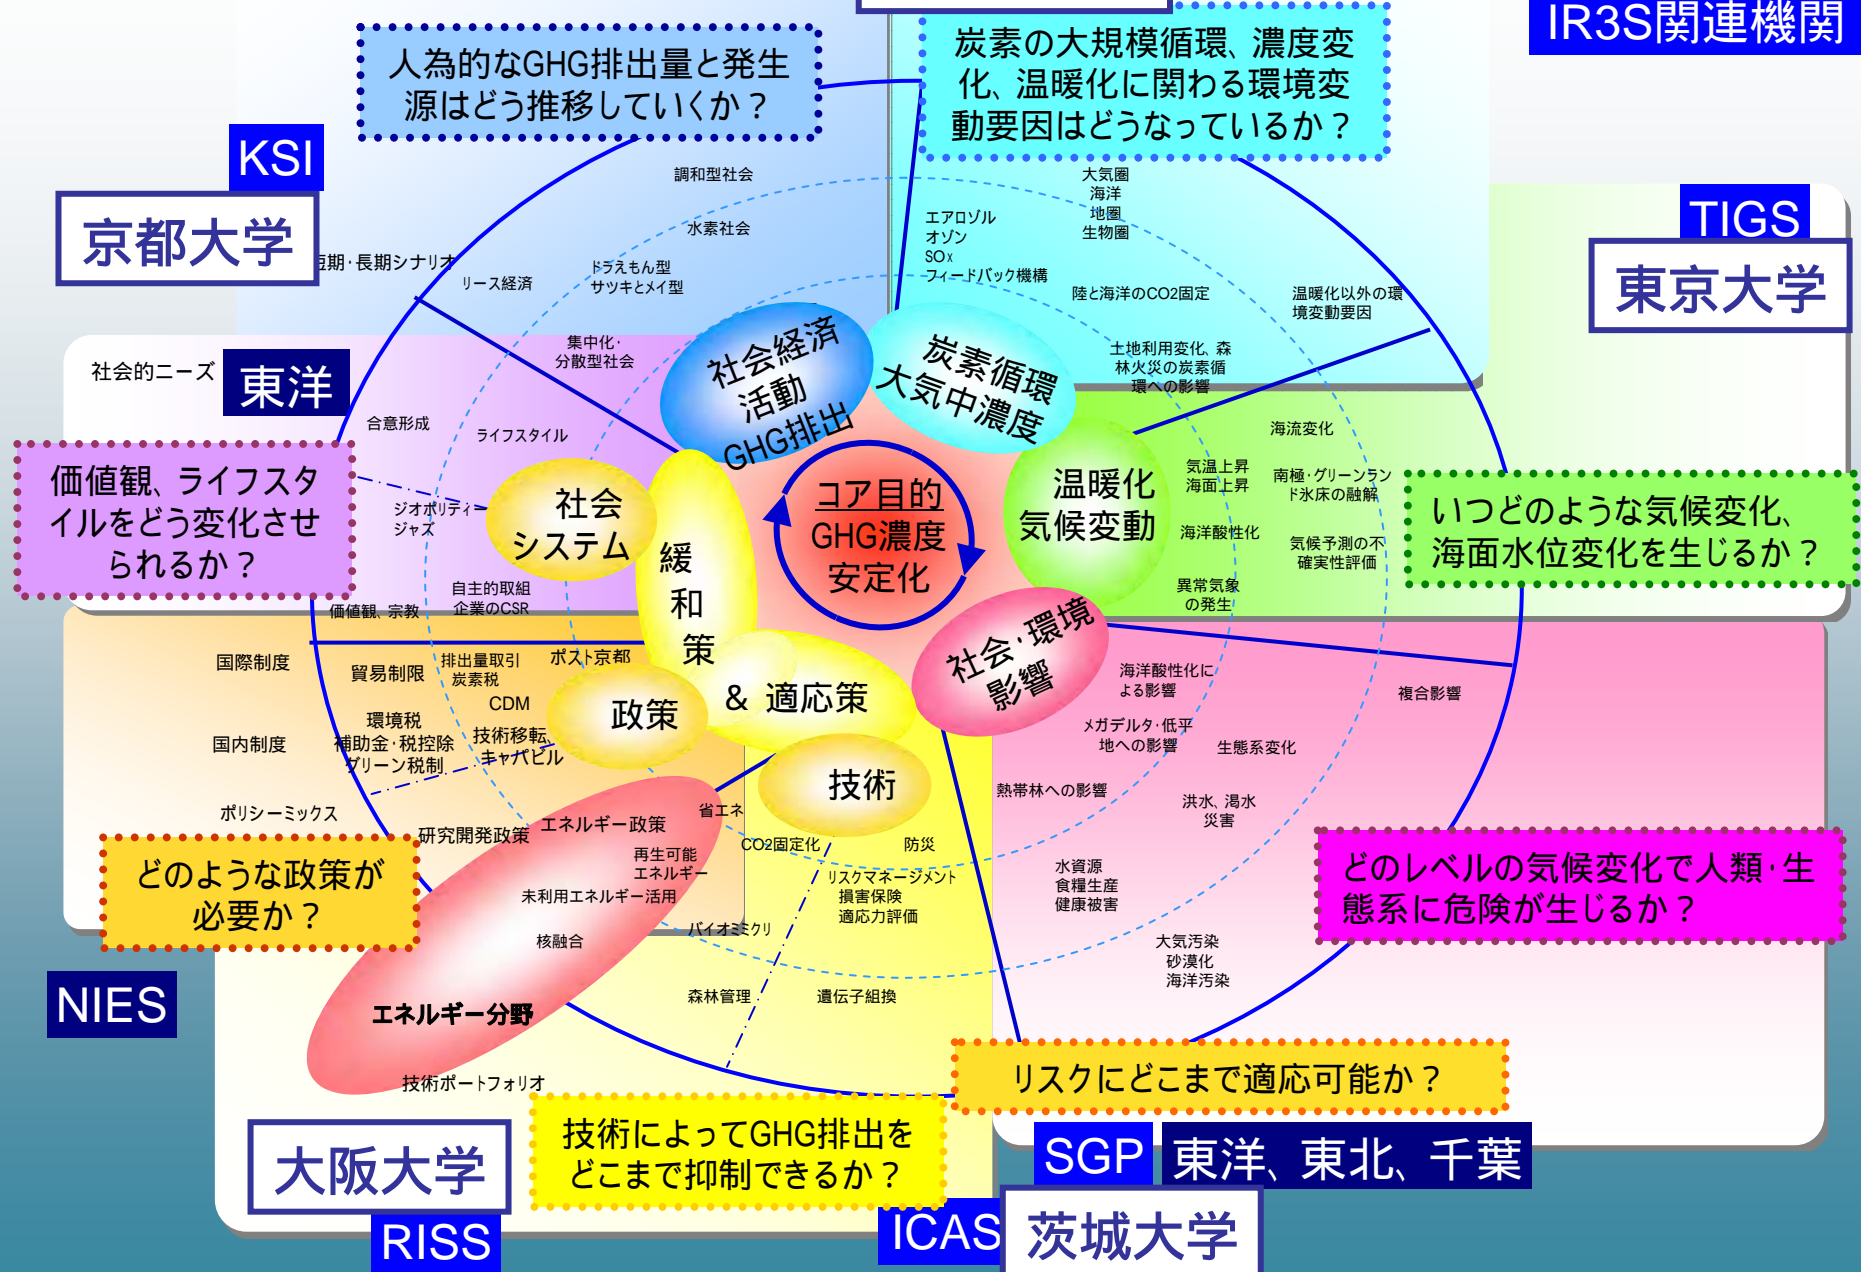 IR3S関連機関
人為的なGHG排出量と発生
源はどう推移していくか？
炭素の大規模循環、濃度変
化、温暖化に関わる環境変
動要因はどうなっているか？
KSI
京都大学
TIGS
東京大学
調和型社会
水素社会
短期・長期シナリオ
リース経済
ドラえもん型
サツキとメイ型
集中化・
分散型社会
大気圏
海洋
地圏
生物圏
エアロゾル
オゾン
SOx
フィードバック機構
陸と海洋のCO2固定
温暖化以外の環
境変動要因
土地利用変化、森
林火災の炭素循
環への影響
社会経済
活動
GHG排出
炭素循環
大気中濃度
社会的ニーズ
東洋
合意形成
ライフスタイル
価値観、ライフスタ
イルをどう変化させ
られるか？
ジオポリティー
ジャズ
社会
システム
自主的取組
企業のCSR
価値観、宗教
緩
和
策
& 適応策
コア目的
GHG濃度
安定化
温暖化
気候変動
海流変化
気温上昇
海面上昇
南極・グリーンラン
ド氷床の融解
海洋酸性化
気候予測の不
確実性評価
異常気象
の発生
いつどのような気候変化、
海面水位変化を生じるか？
社会・環境
影響
国際制度
貿易制限
排出量取引
炭素税
ポスト京都
CDM
政策
国内制度
環境税
補助金・税控除
グリーン税制
技術移転、
キャパビル
ポリシーミックス
研究開発政策
エネルギー政策
どのような政策が
必要か？
再生可能
エネルギー
未利用エネルギー活用
核融合
エネルギー分野
技術ポートフォリオ
NIES
技術
省エネ
CO2固定化
防災
リスクマネージメント
損害保険
適応力評価
バイオミミクリ
森林管理
遺伝子組換
海洋酸性化に
よる影響
複合影響
メガデルタ・低平
地への影響
生態系変化
熱帯林への影響
洪水、渇水
災害
水資源
食糧生産
健康被害
大気汚染
砂漠化
海洋汚染
どのレベルの気候変化で人類・生
態系に危険が生じるか？
リスクにどこまで適応可能か？
技術によってGHG排出を
どこまで抑制できるか？
大阪大学
RISS
SGP
東洋、東北、千葉
ICAS
茨城大学